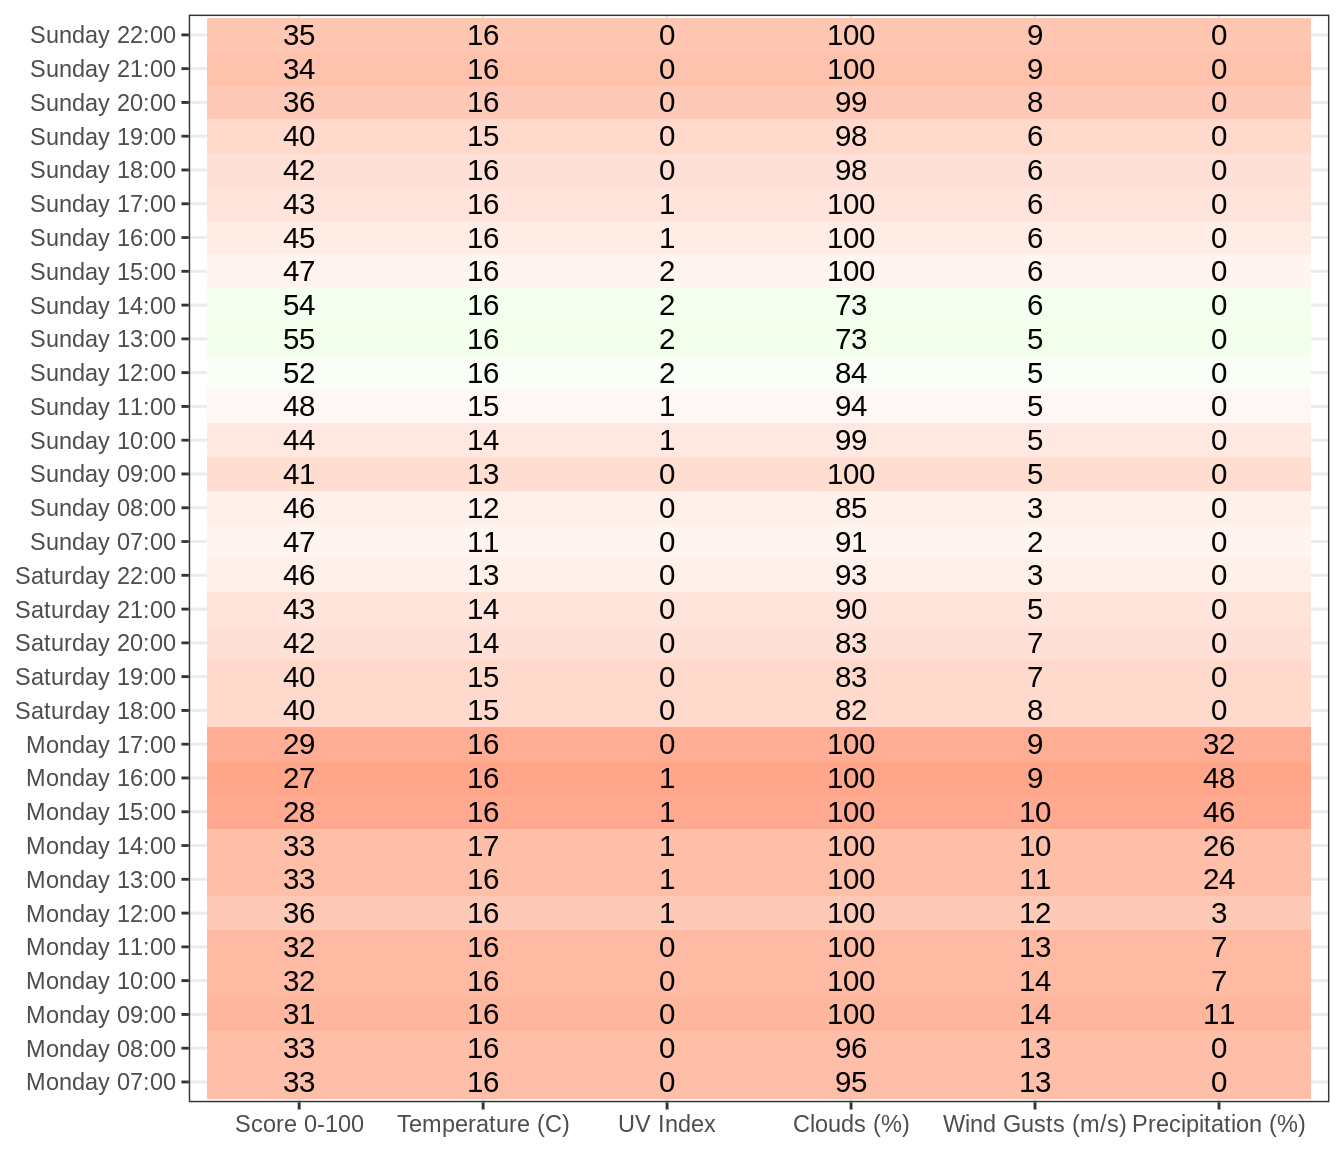 Sunday 22:00 35 16 0 100 9 0
Sunday 21:00 34 16 0 100 9 0
Sunday 20:00 36 16 0 99 8 0
Sunday 19:00 40 15 0 98 6 0
Sunday 18:00 42 16 0 98 6 0
Sunday 17:00 43 16 1 100 6 0
Sunday 16:00 45 16 1 100 6 0
Sunday 15:00 47 16 2 100 6 0
Sunday 14:00 54 16 2 73 6 0
Sunday 13:00 55 16 2 73 5 0
Sunday 12:00 52 16 2 84 5 0
Sunday 11:00 48 15 1 94 5 0
Sunday 10:00 44 14 1 99 5 0
Sunday 09:00 41 13 0 100 5 0
Sunday 08:00 46 12 0 85 3 0
Sunday 07:00 47 11 0 91 2 0
Saturday 22:00 46 13 0 93 3 0
Saturday 21:00 43 14 0 90 5 0
Saturday 20:00 42 14 0 83 7 0
Saturday 19:00 40 15 0 83 7 0
Saturday 18:00 40 15 0 82 8 0
Monday 17:00 29 16 0 100 9 32
Monday 16:00 27 16 1 100 9 48
Monday 15:00 28 16 1 100 10 46
Monday 14:00 33 17 1 100 10 26
Monday 13:00 33 16 1 100 11 24
Monday 12:00 36 16 1 100 12 3
Monday 11:00 32 16 0 100 13 7
Monday 10:00 32 16 0 100 14 7
Monday 09:00 31 16 0 100 14 11
Monday 08:00 33 16 0 96 13 0
Monday 07:00 33 16 0 95 13 0
Score 0-100 Temperature (C) UV Index Clouds (%) Wind Gusts (m/s) Precipitation (%)